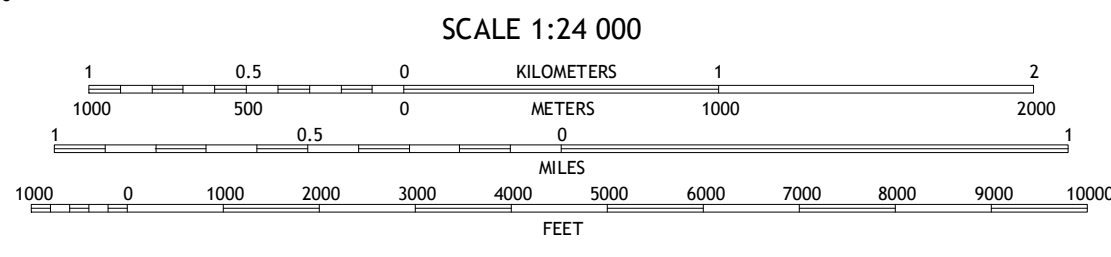 SCALE 1:24 000
1 0.5 0 KILOMETERS 1 2
1000 500 0 METERS 1000 2000
1 0.5 0 1
MILES
1000 0 1000 2000 3000 4000 5000 6000 7000 8000 9000 10000
FEET